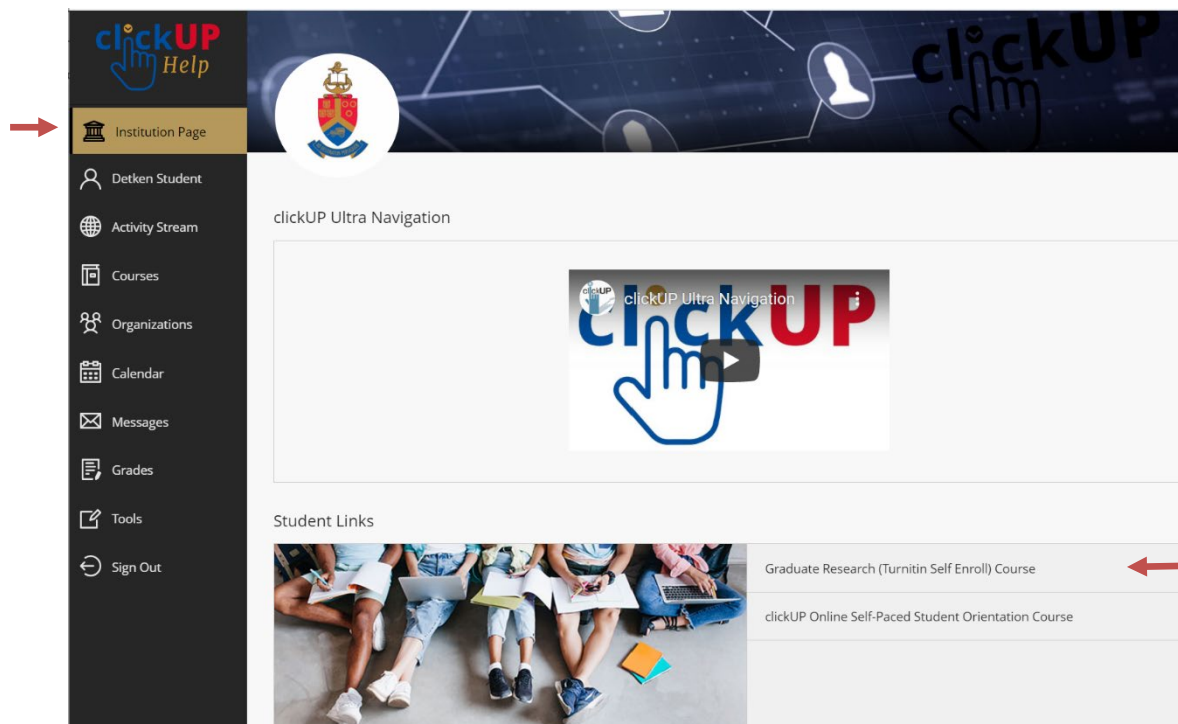 clickUP
Help
clickUP
Institution Page
Detken Student
Activity Stream
Courses
Organizations
Calendar
Messages
Grades
Tools
Sign Out
clickUP Ultra Navigation
clickUP
clickUP Ultra Navigation
clickUP
Student Links
Graduate Research (Turnitin Self Enroll) Course
clickUP Online Self-Paced Student Orientation Course